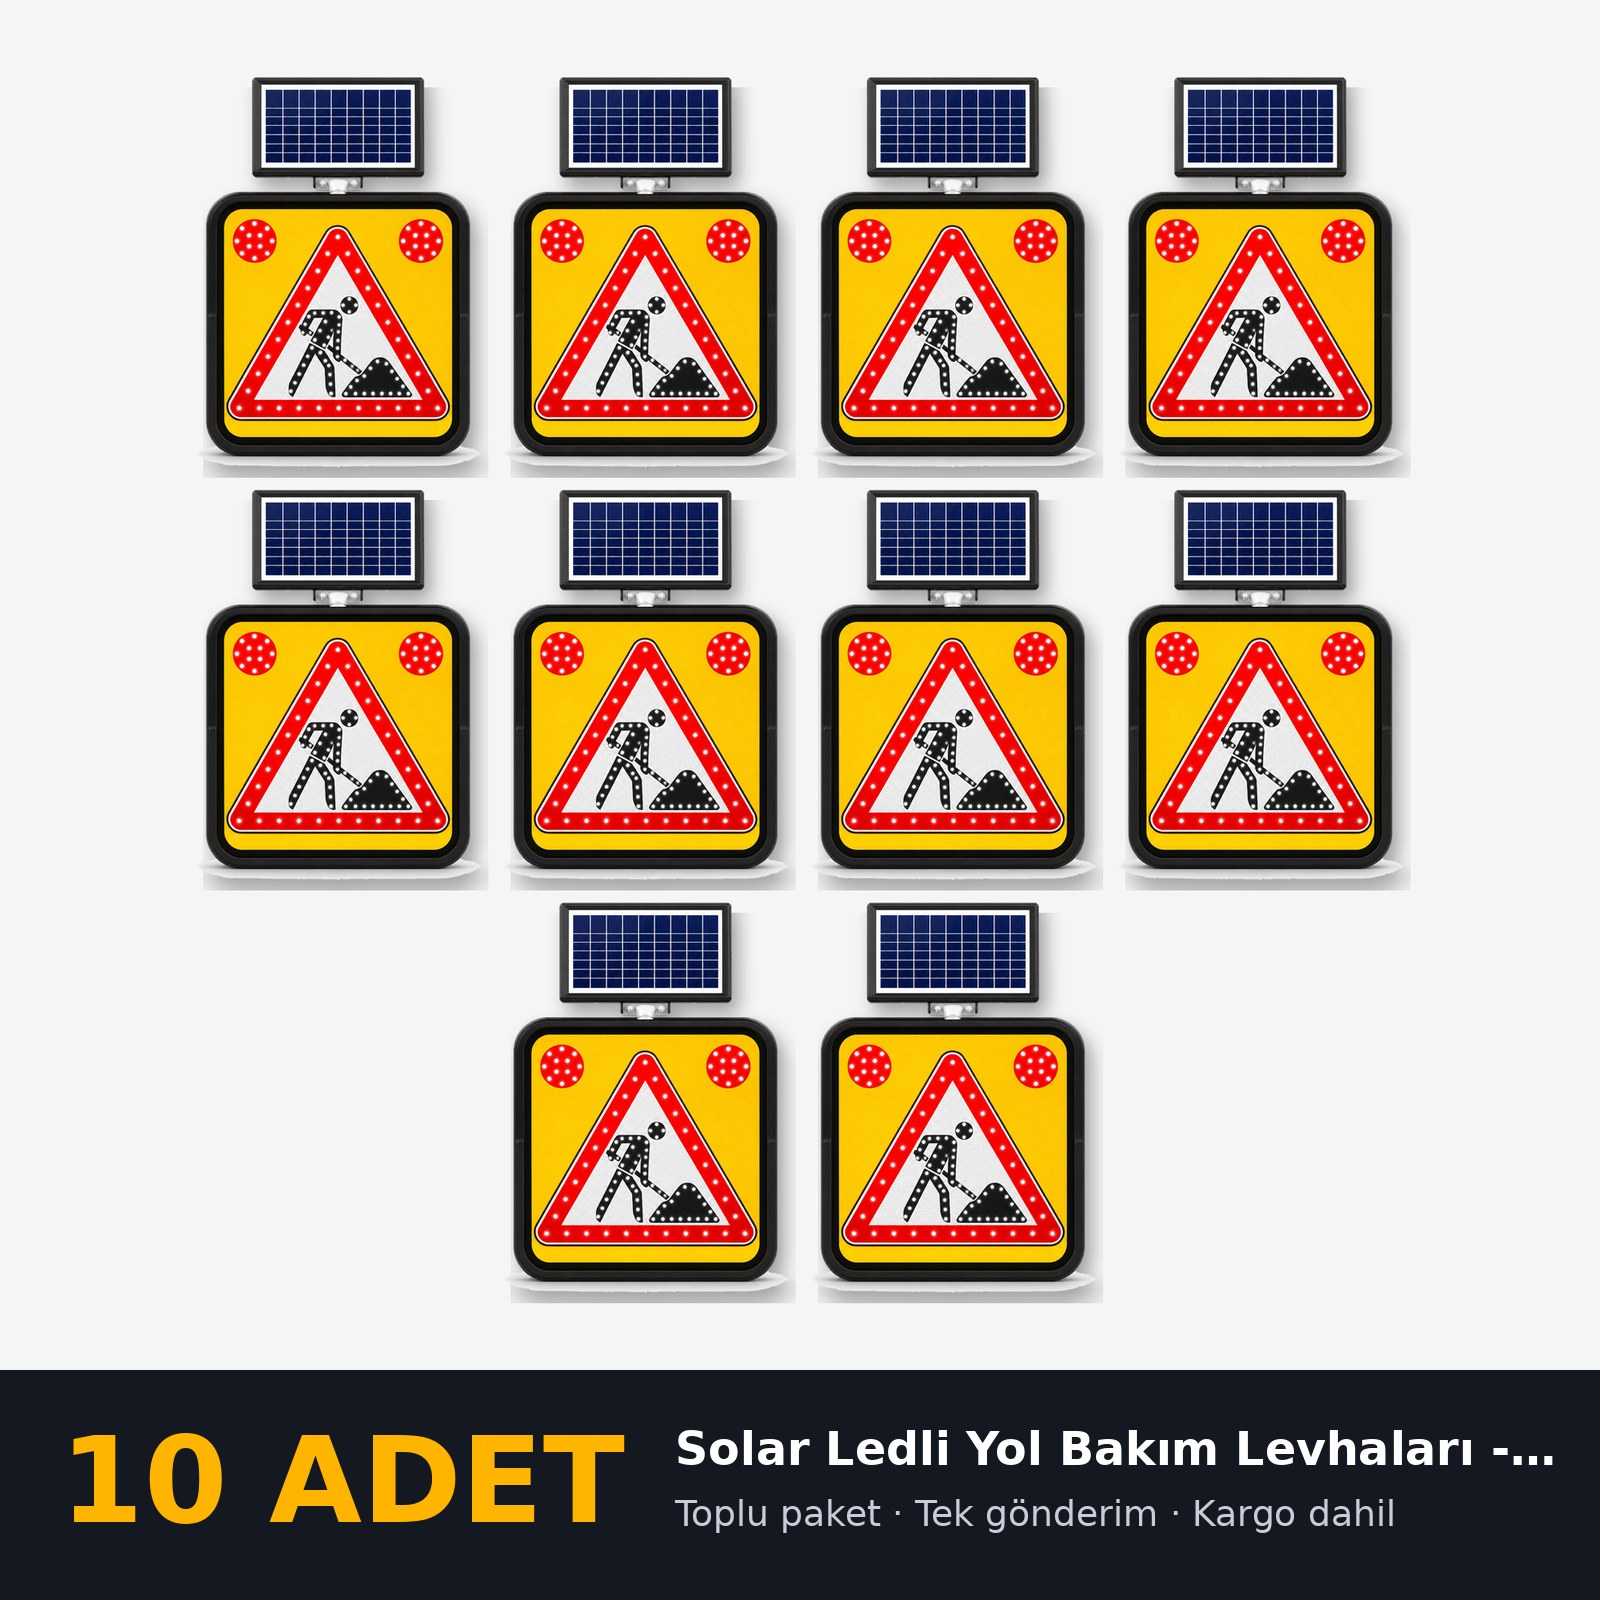 10 ADET
Solar Ledli Yol Bakım Levhaları -...
Toplu paket · Tek gönderim · Kargo dahil